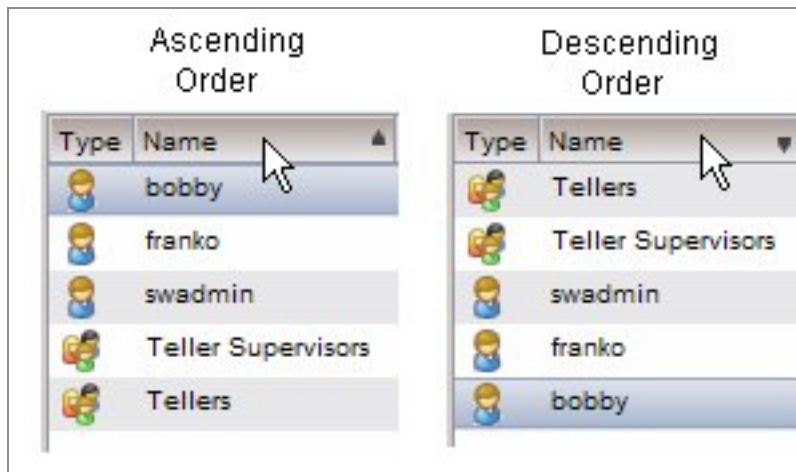 Ascending
Order
Type Name
bobby
franko
swadmin
Teller Supervisors
Tellers
Descending
Order
Type Name
Tellers
Teller Supervisors
swadmin
franko
bobby